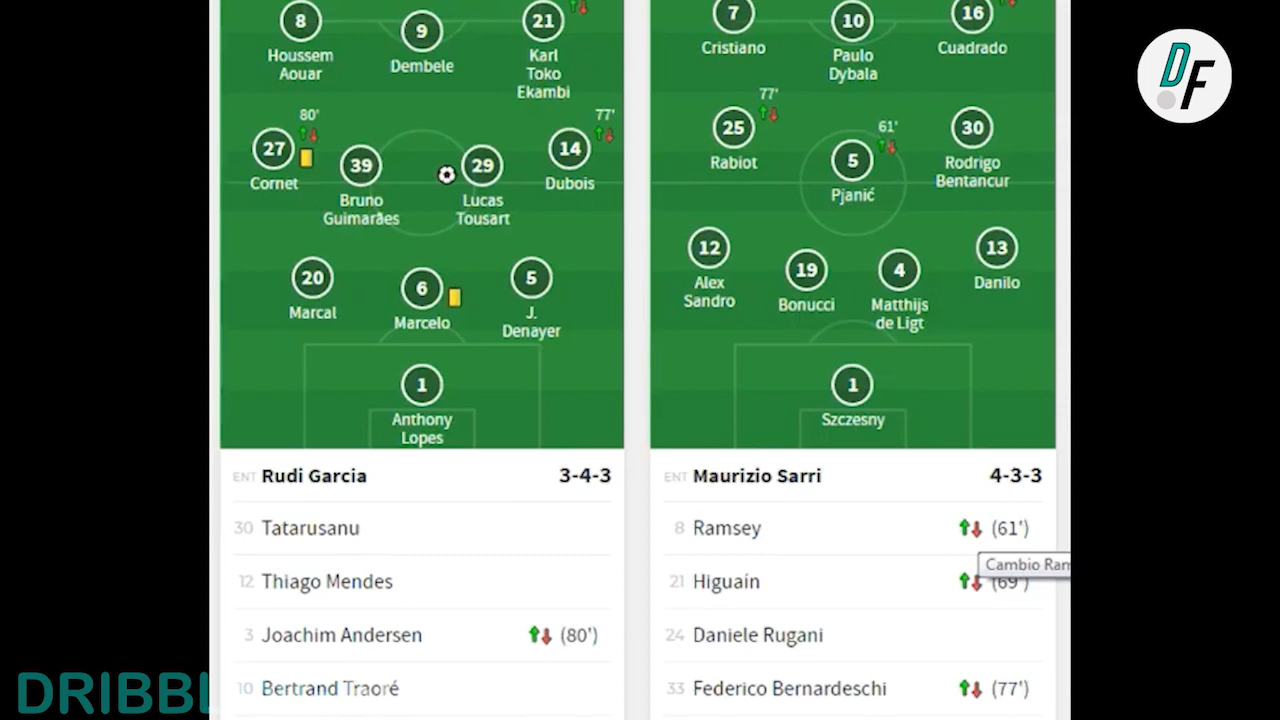 8
Houssem
Aouar
9
Dembele
21
Karl
Toko
Ekambi
80'
27
Cornet
39
Bruno
Guimarães
29
Lucas
Tousart
77'
14
Dubois
20
Marcal
6
Marcelo
5
J.
Denayer
1
Anthony
Lopes
ENT Rudi Garcia 3-4-3
30 Tatarusanu
12 Thiago Mendes
3 Joachim Andersen (80')
10 Bertrand Traoré
7
Cristiano
10
Paulo
Dybala
16
Cuadrado
77'
25
Rabiot
61'
5
Pjanić
30
Rodrigo
Bentancur
12
Alex
Sandro
19
Bonucci
4
Matthijs
de Ligt
13
Danilo
1
Szczesny
ENT Maurizio Sarri 4-3-3
8 Ramsey (61')
Cambio Ram
21 Higuaín (69')
24 Daniele Rugani
33 Federico Bernardeschi (77')
DF
DRIBBL